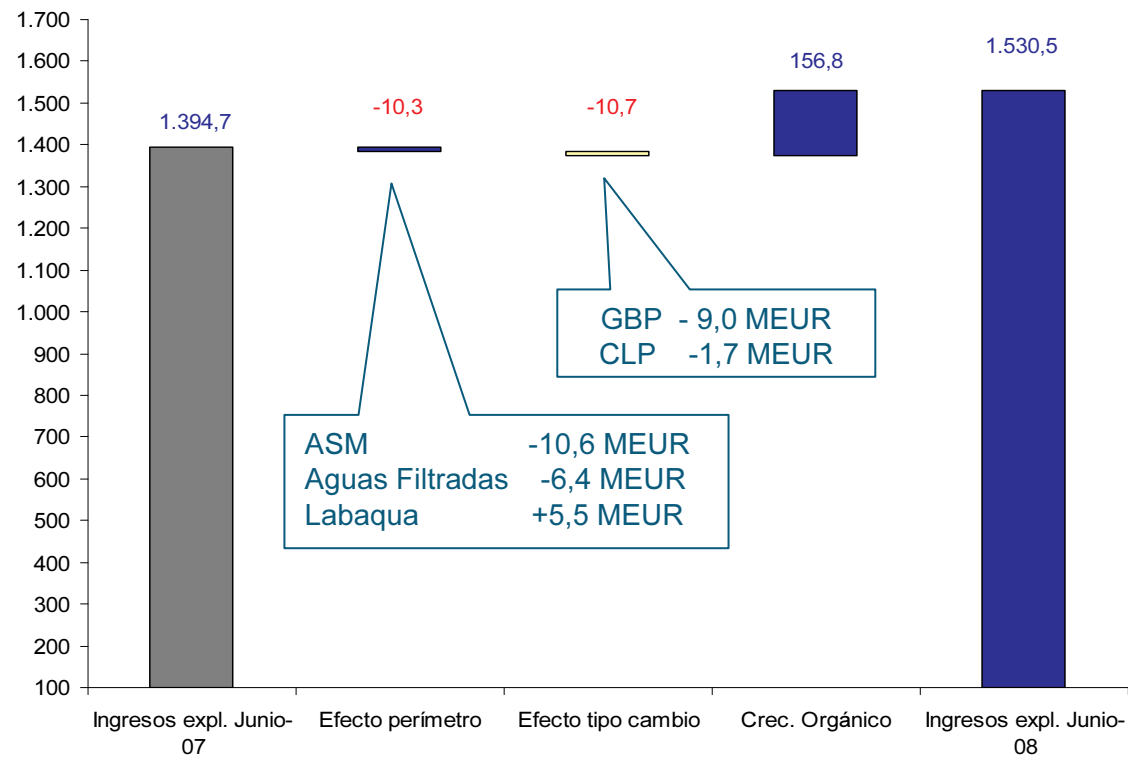 1.700
1.600
1.500
1.400
1.300
1.200
1.100
1.000
900
800
700
600
500
400
300
200
100
1.394,7
-10,3
-10,7
156,8
1.530,5
GBP - 9,0 MEUR
CLP -1,7 MEUR
ASM -10,6 MEUR
Aguas Filtradas -6,4 MEUR
Labaqua +5,5 MEUR
Ingresos expl. Junio-
07
Efecto perímetro
Efecto tipo cambio
Crec. Orgánico
Ingresos expl. Junio-
08